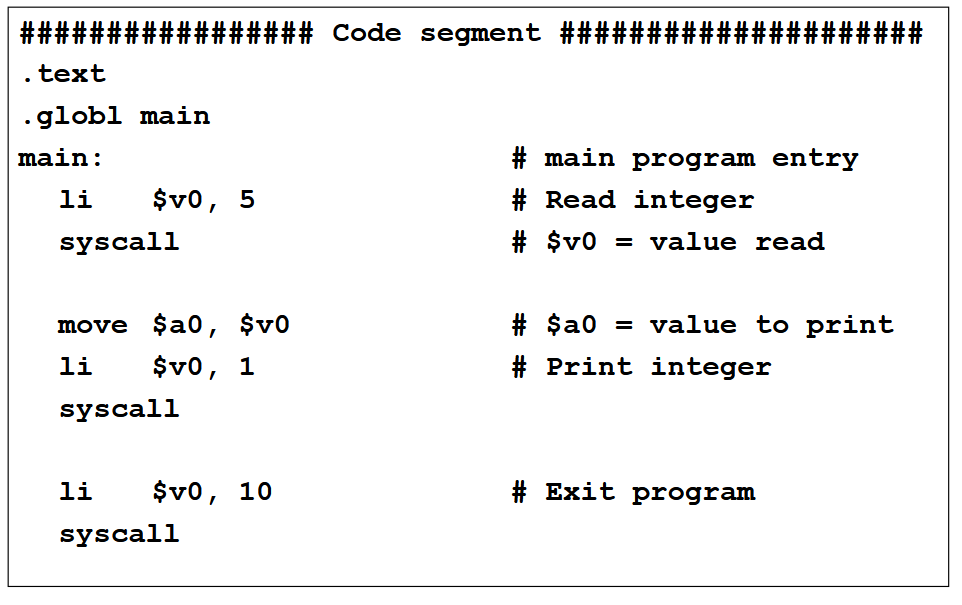 ################# Code segment #####################
.text
.globl main
main: # main program entry
li $v0, 5 # Read integer
syscall # $v0 = value read
move $a0, $v0 # $a0 = value to print
li $v0, 1 # Print integer
syscall
li $v0, 10 # Exit program
syscall